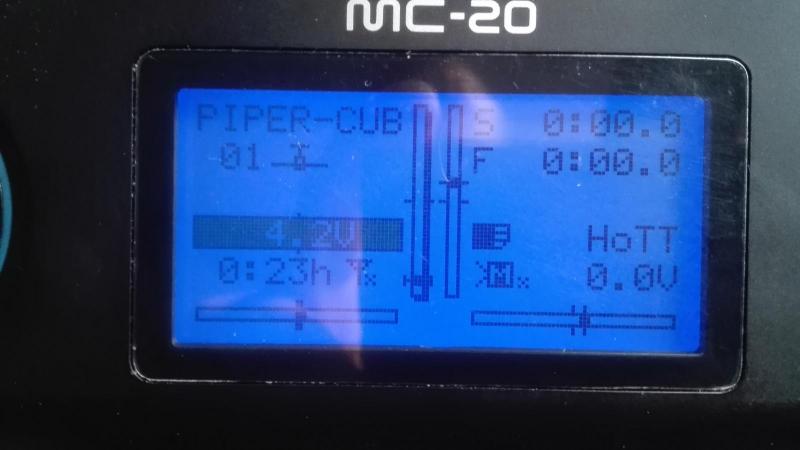 MC-20
PIPER-CUB
01
4.2V
0:23h
S 0:00.0
F 0:00.0
HoTT
M
0.0V